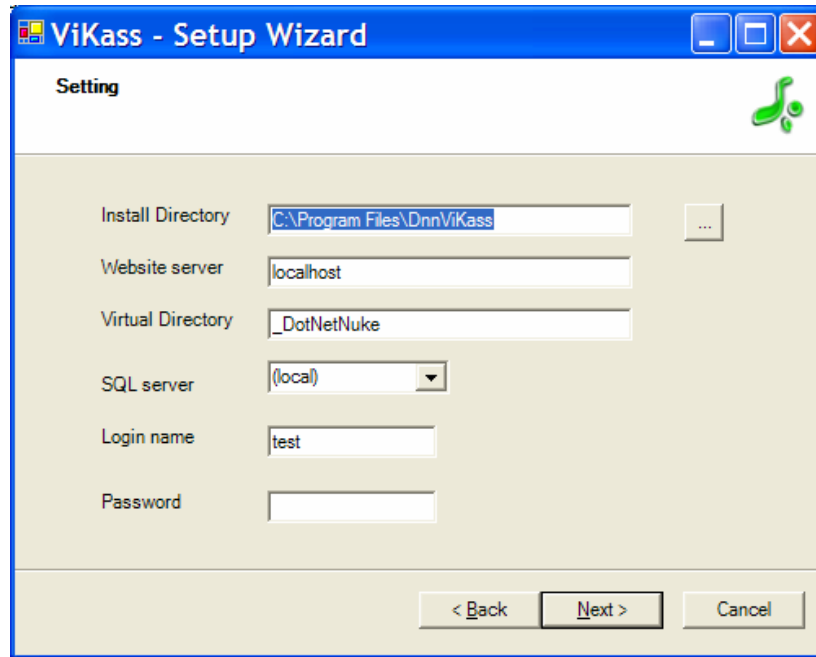 ViKass - Setup Wizard
Setting
Install Directory C:\Program Files\DnnViKass ...
Website server localhost
Virtual Directory _DotNetNuke
SQL server (local)
Login name test
Password
< Back Next > Cancel